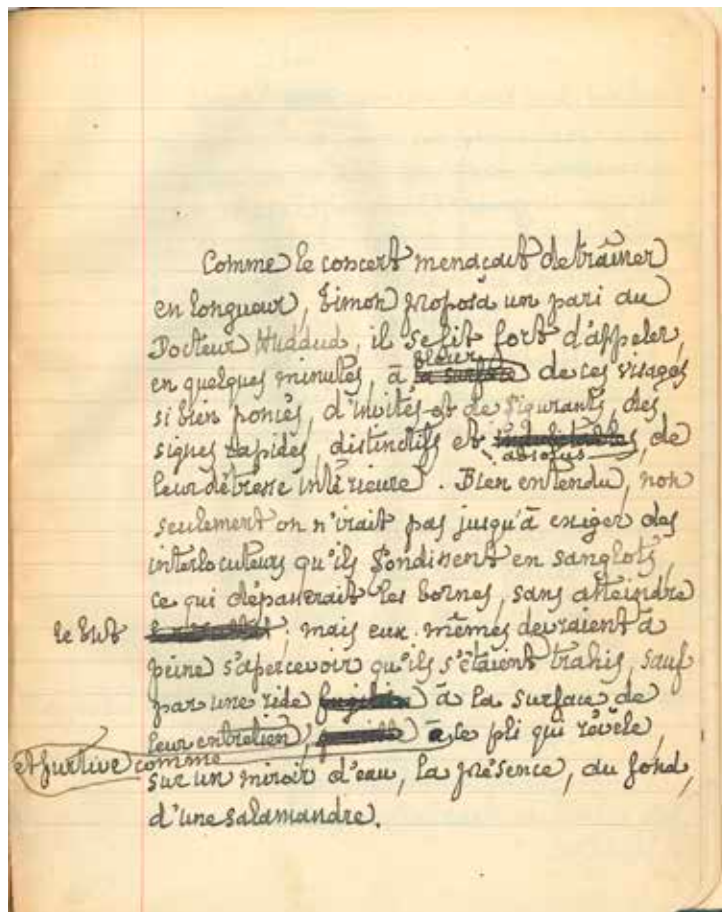 Comme le concert menaçait de traîner
en longueur, Timon proposa un pari au
Docteur Huddud, il se fit fort d'appeler,
en quelques minutes, à la surface de ces visages
si bien poncés, d'invités et de figurants, des
signes rapides, distinctifs et absolus, de
leur détresse intérieure. Bien entendu, non
seulement on n'irait pas jusqu'à exiger des
interlocuteurs qu'ils fondissent en sanglots,
ce qui dépasserait les bornes, sans atteindre
le but ; mais eux-mêmes devraient à
peine s'apercevoir qu'ils s'étaient trahis, sauf
par une ride fugitive à la surface de
leur entretien, le pli qui révèle,
et furtive comme
sur un miroir d'eau, la présence, au fond,
d'une salamandre.